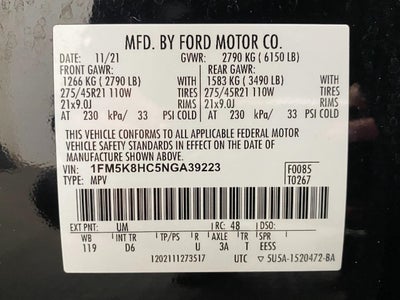 MFD. BY FORD MOTOR CO.
DATE: 11/21 GVWR: 2790 KG ( 6150 LB)
FRONT GAWR: REAR GAWR:
1266 KG ( 2790 LB) 1583 KG ( 3490 LB)
275/45R21 110W TIRES 275/45R21 110W
21x9.0J RIMS 21x9.0J
AT 230 kPa/ 33 PSI COLD AT 230 kPa/ 33 PSI COLD
THIS VEHICLE CONFORMS TO ALL APPLICABLE FEDERAL MOTOR
VEHICLE SAFETY STANDARDS IN EFFECT ON THE DATE OF
MANUFACTURE SHOWN ABOVE.
VIN: 1FM5K8HC5NGA39223 F0085
TYPE: MPV T0267
EXT PNT: UM RC: 48 DSO:
WB INT TR TP/PS R AXLE TR SPR
119 D6 U 3A T EESS
1202111273517 UTC 5U5A-1520472-BA